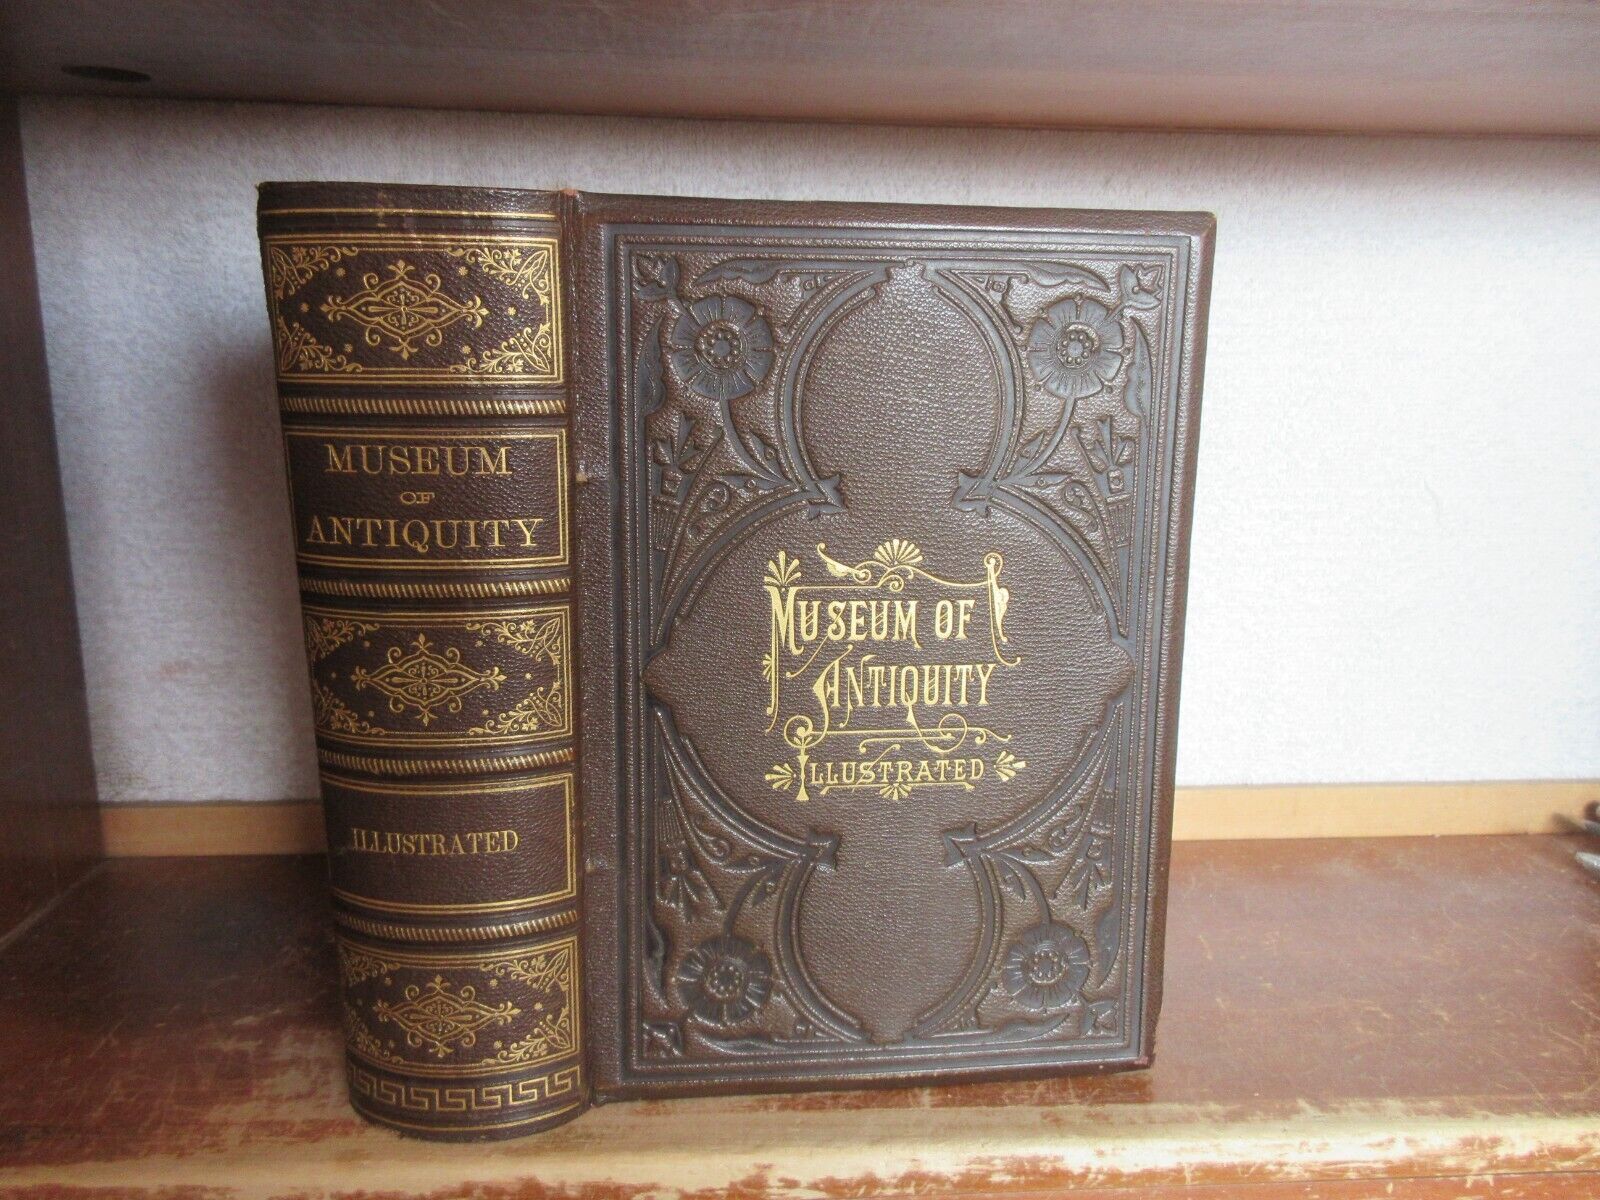 MUSEUM
OF
ANTIQUITY
ILLUSTRATED
MUSEUM OF
ANTIQUITY
ILLUSTRATED